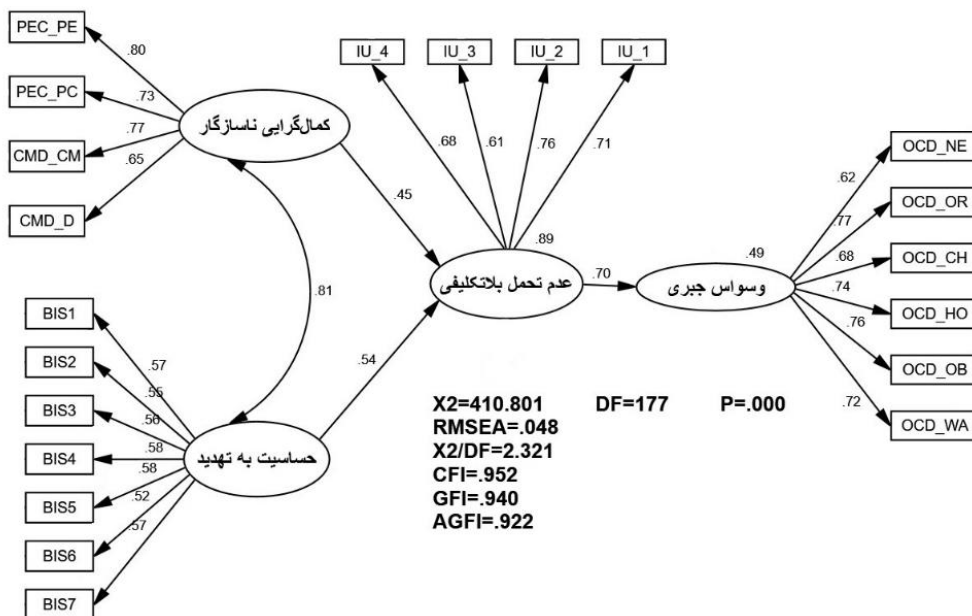 PEC_PE
PEC_PC
CMD_CM
CMD_D
.80
.73
.77
.65
کمال‌گرایی ناسازگار
IU_4
IU_3
IU_2
IU_1
.68
.61
.76
.71
.45
.81
.54
.89
عدم تحمل بلاتکلیفی
.70
.49
وسواس جبری
OCD_NE
OCD_OR
OCD_CH
OCD_HO
OCD_OB
OCD_WA
.62
.77
.68
.74
.76
.72
BIS1
BIS2
BIS3
BIS4
BIS5
BIS6
BIS7
.57
.55
.56
.58
.58
.52
.57
حساسیت به تهدید
X2=410.801 DF=177 P=.000
RMSEA=.048
X2/DF=2.321
CFI=.952
GFI=.940
AGFI=.922